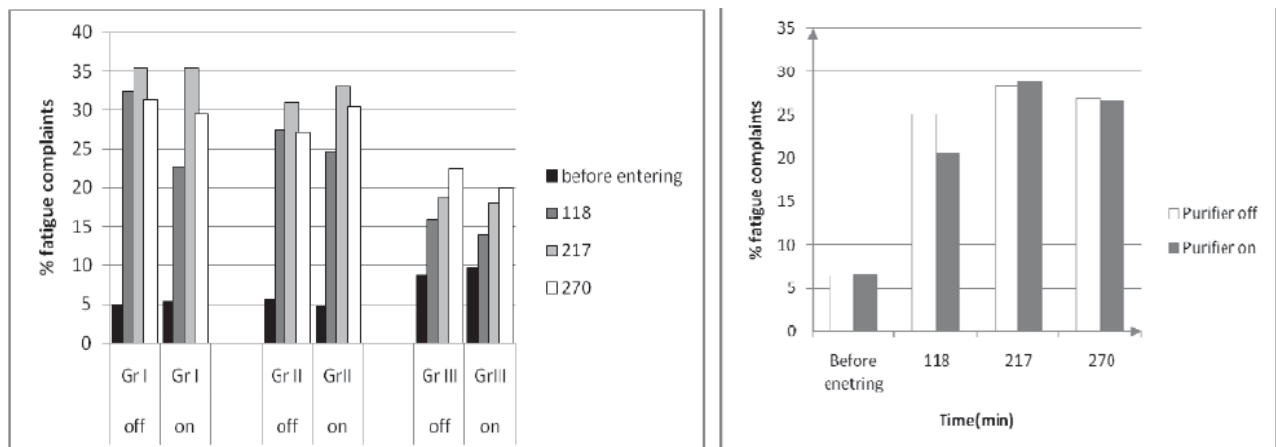 40
35
30
25
20
15
10
5
0
% fatigue complaints
Gr I Gr I Gr II GrII Gr III GrIII
off on off on off on
before entering
118
217
270
35
30
25
20
15
10
5
0
% fatigue complaints
Before 118 217 270
enetring
Time(min)
Purifier off
Purifier on